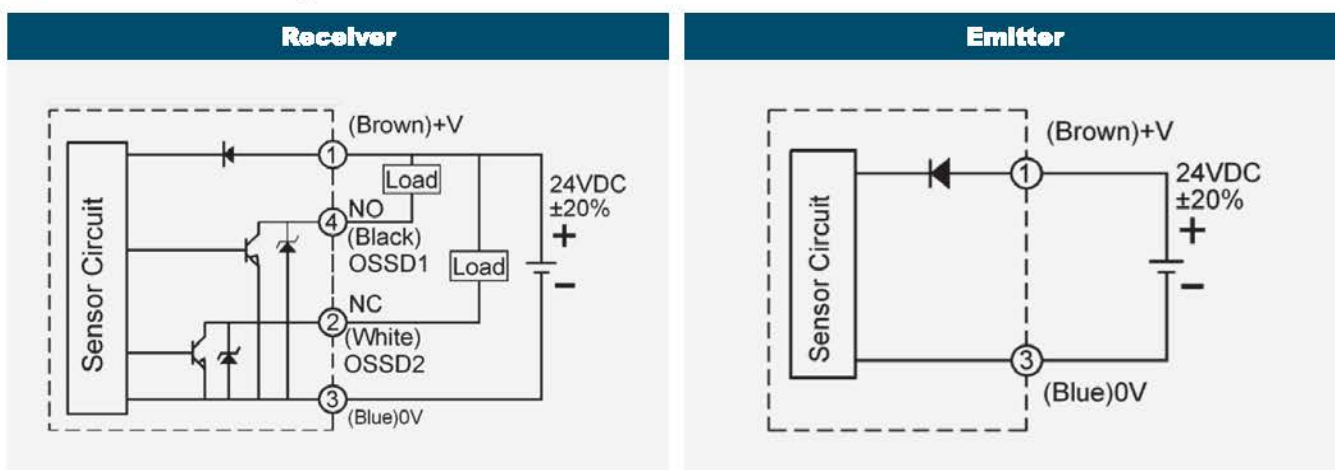 Receiver
Sensor Circuit
(Brown)+V
1
Load
4
NO
(Black)
OSSD1
Load
24VDC
±20%
+
-
2
NC
(White)
OSSD2
3
(Blue)0V
Emitter
Sensor Circuit
(Brown)+V
1
24VDC
±20%
+
-
3
(Blue)0V